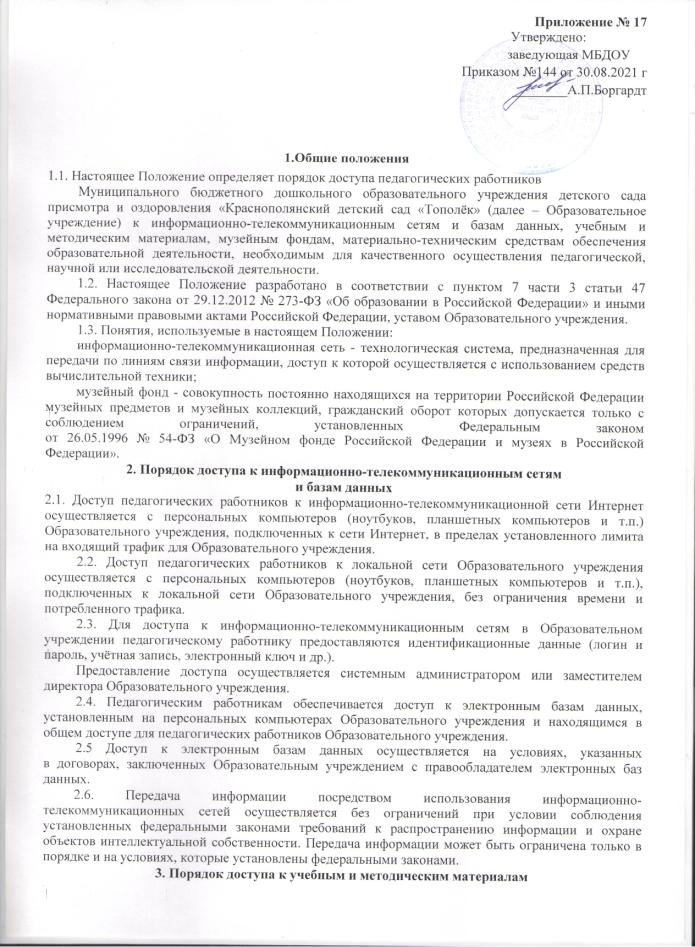 Приложение № 17
Утверждено:
заведующая МБДОУ
Приказом №144 от 30.08.2021 г
А.П.Боргардт
1.Общие положения
1.1. Настоящее Положение определяет порядок доступа педагогических работников
Муниципального бюджетного дошкольного образовательного учреждения детского сада
присмотра и оздоровления «Краснополянский детский сад «Тополёк» (далее – Образовательное
учреждение) к информационно-телекоммуникационным сетям и базам данных, учебным и
методическим материалам, музейным фондам, материально-техническим средствам обеспечения
образовательной деятельности, необходимым для качественного осуществления педагогической,
научной или исследовательской деятельности.
1.2. Настоящее Положение разработано в соответствии с пунктом 7 части 3 статьи 47
Федерального закона от 29.12.2012 № 273-ФЗ «Об образовании в Российской Федерации» и иными
нормативными правовыми актами Российской Федерации, уставом Образовательного учреждения.
1.3. Понятия, используемые в настоящем Положении:
информационно-телекоммуникационная сеть - технологическая система, предназначенная для
передачи по линиям связи информации, доступ к которой осуществляется с использованием средств
вычислительной техники;
музейный фонд - совокупность постоянно находящихся на территории Российской Федерации
музейных предметов и музейных коллекций, гражданский оборот которых допускается только с
соблюдением ограничений, установленных Федеральным законом
от 26.05.1996 № 54-ФЗ «О Музейном фонде Российской Федерации и музеях в Российской
Федерации».
2. Порядок доступа к информационно-телекоммуникационным сетям
и базам данных
2.1. Доступ педагогических работников к информационно-телекоммуникационной сети Интернет
осуществляется с персональных компьютеров (ноутбуков, планшетных компьютеров и т.п.)
Образовательного учреждения, подключенных к сети Интернет, в пределах установленного лимита
на входящий трафик для Образовательного учреждения.
2.2. Доступ педагогических работников к локальной сети Образовательного учреждения
осуществляется с персональных компьютеров (ноутбуков, планшетных компьютеров и т.п.),
подключенных к локальной сети Образовательного учреждения, без ограничения времени и
потребленного трафика.
2.3. Для доступа к информационно-телекоммуникационным сетям в Образовательном
учреждении педагогическому работнику предоставляются идентификационные данные (логин и
пароль, учётная запись, электронный ключ и др.).
Предоставление доступа осуществляется системным администратором или заместителем
директора Образовательного учреждения.
2.4. Педагогическим работникам обеспечивается доступ к электронным базам данных,
установленным на персональных компьютерах Образовательного учреждения и находящимся в
общем доступе для педагогических работников Образовательного учреждения.
2.5 Доступ к электронным базам данных осуществляется на условиях, указанных
в договорах, заключенных Образовательным учреждением с правообладателем электронных баз
данных.
2.6. Передача информации посредством использования информационно-
телекоммуникационных сетей осуществляется без ограничений при условии соблюдения
установленных федеральными законами требований к распространению информации и охране
объектов интеллектуальной собственности. Передача информации может быть ограничена только в
порядке и на условиях, которые установлены федеральными законами.
3. Порядок доступа к учебным и методическим материалам